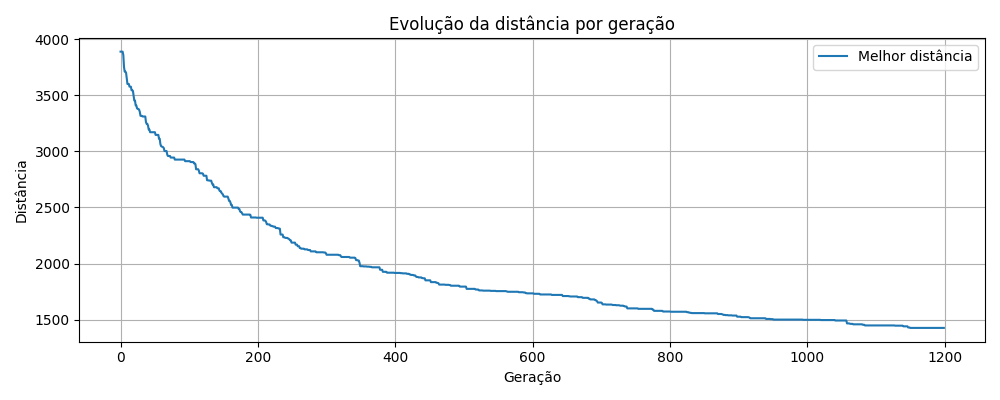 Evolução da distância por geração
Melhor distância
Distância
4000
3500
3000
2500
2000
1500
0 200 400 600 800 1000 1200
Geração